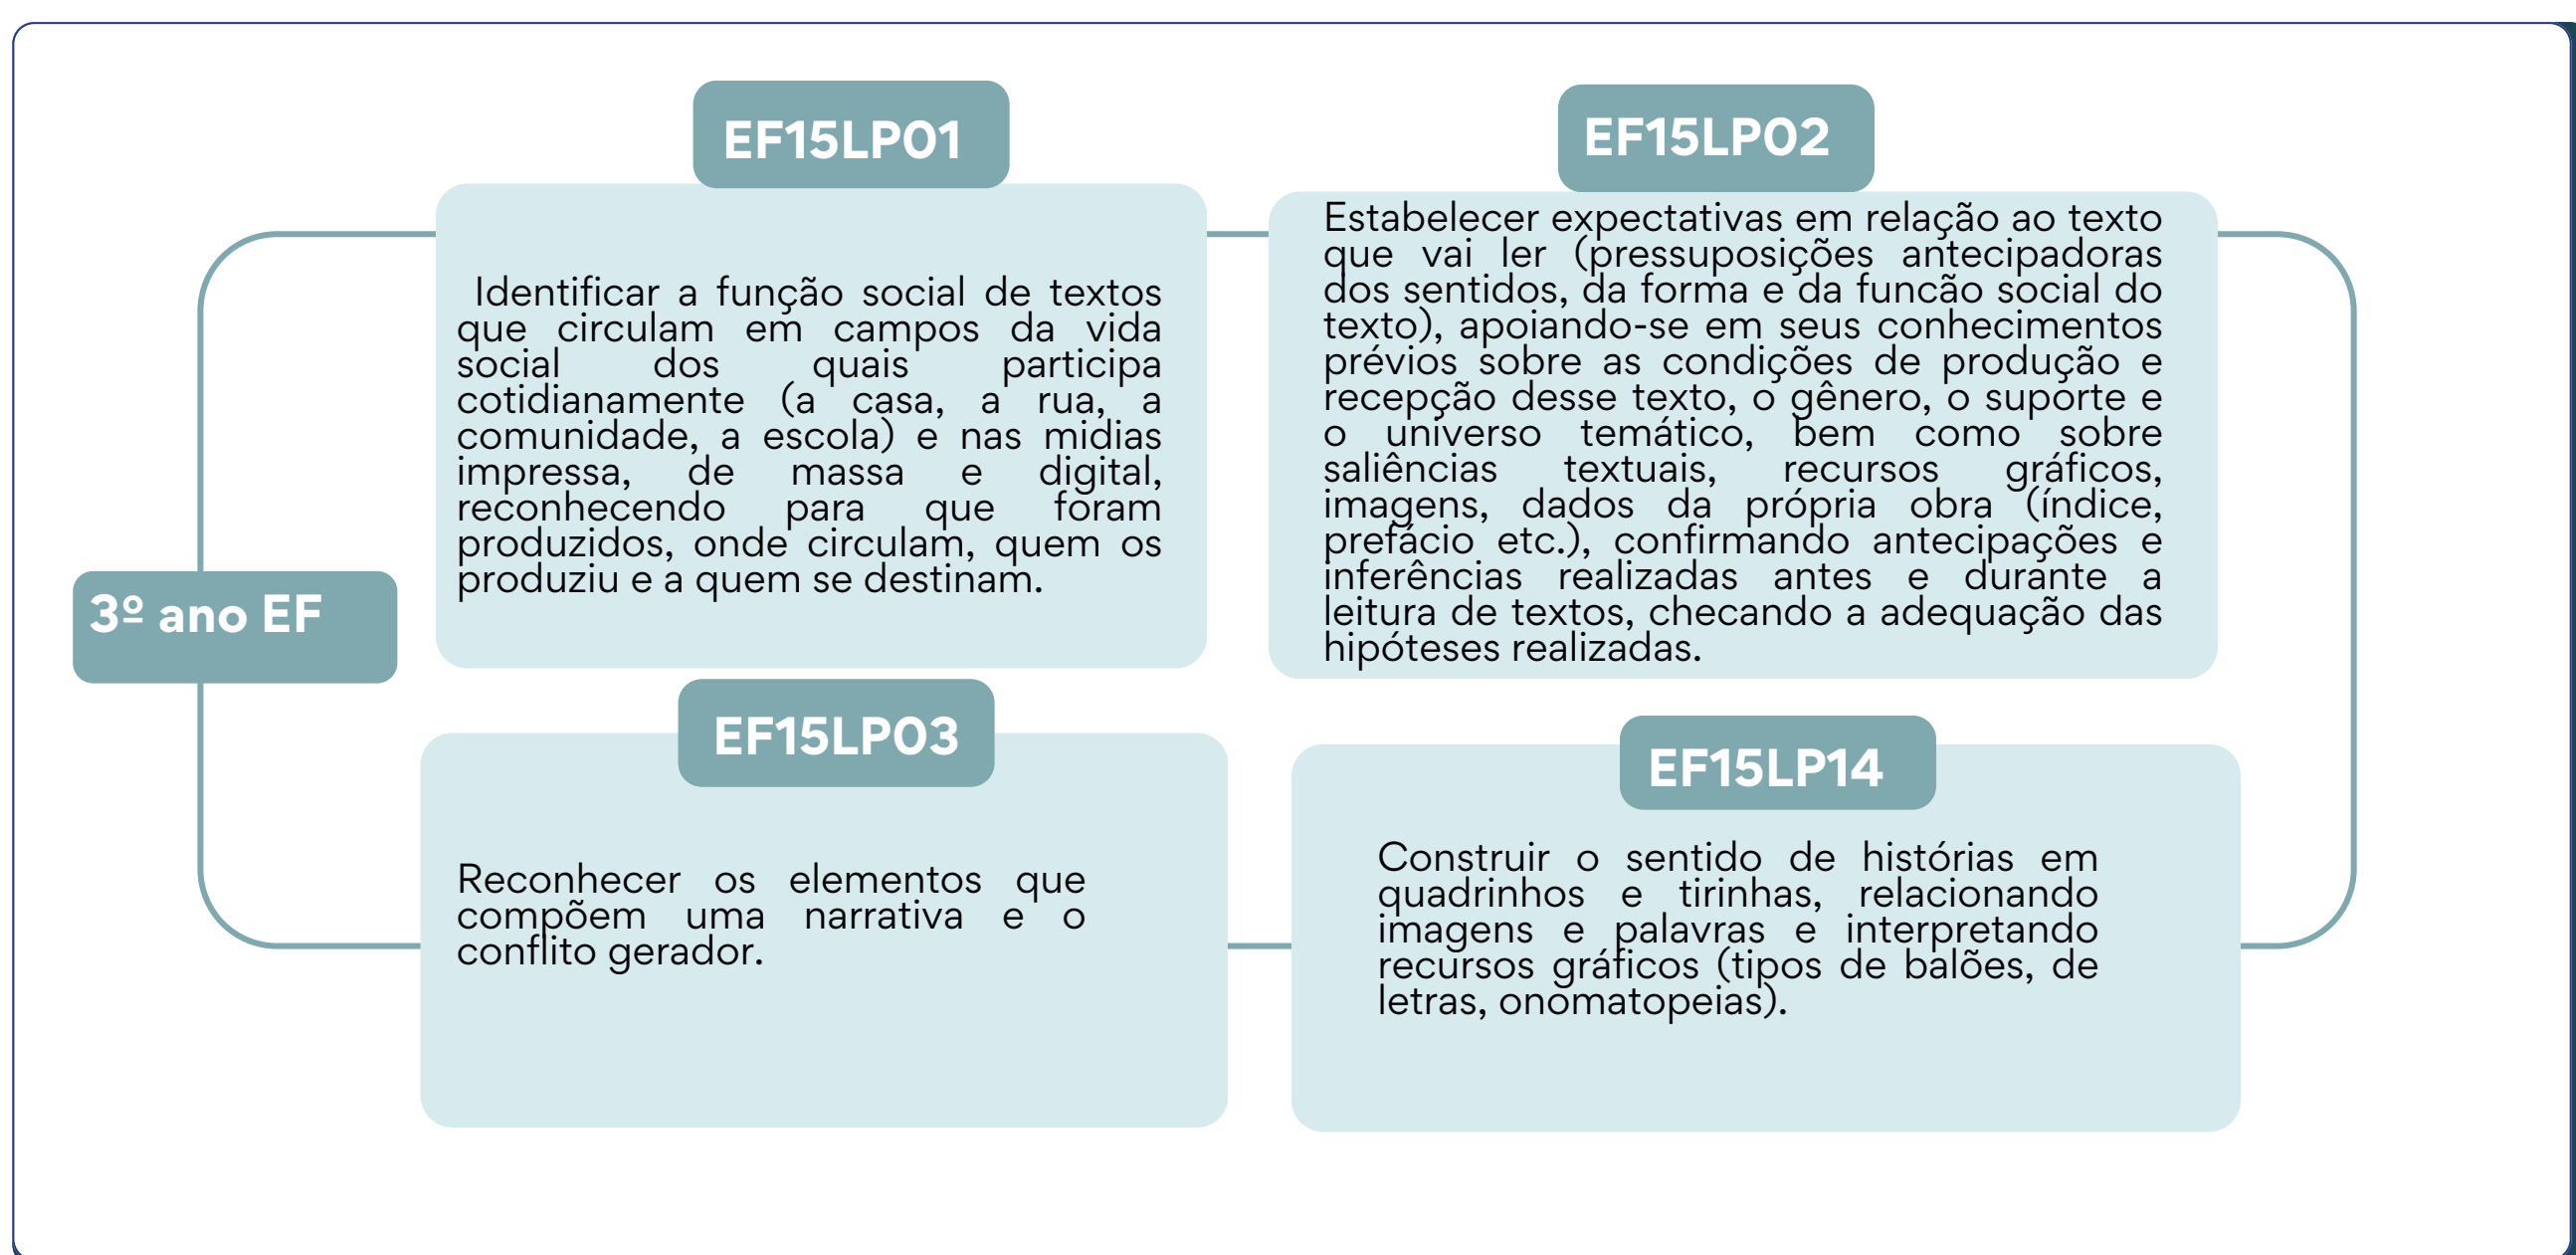 EF15LP01
Identificar a função social de textos
que circulam em campos da vida
social dos quais participa
cotidianamente (a casa, a rua, a
comunidade, a escola) e nas midias
impressa, de massa e digital,
reconhecendo para que foram
produzidos, onde circulam, quem os
produziu e a quem se destinam.
EF15LP02
Estabelecer expectativas em relação ao texto
que vai ler (pressuposições antecipadoras
dos sentidos, da forma e da funcão social do
texto), apoiando-se em seus conhecimentos
prévios sobre as condições de produção e
recepção desse texto, o gênero, o suporte e
o universo temático, bem como sobre
saliências textuais, recursos gráficos,
imagens, dados da própria obra (índice,
prefácio etc.), confirmando antecipações e
inferências realizadas antes e durante a
leitura de textos, checando a adequação das
hipóteses realizadas.
3º ano EF
EF15LP03
Reconhecer os elementos que
compõem uma narrativa e o
conflito gerador.
EF15LP14
Construir o sentido de histórias em
quadrinhos e tirinhas, relacionando
imagens e palavras e interpretando
recursos gráficos (tipos de balões, de
letras, onomatopeias).